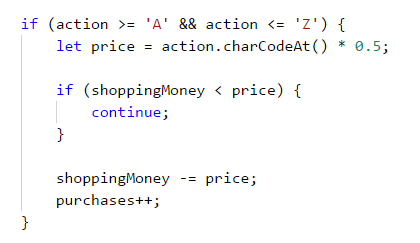 if (action >= 'A' && action <= 'Z') {
    let price = action.charCodeAt() * 0.5;

    if (shoppingMoney < price) {
        continue;
    }

    shoppingMoney -= price;
    purchases++;
}